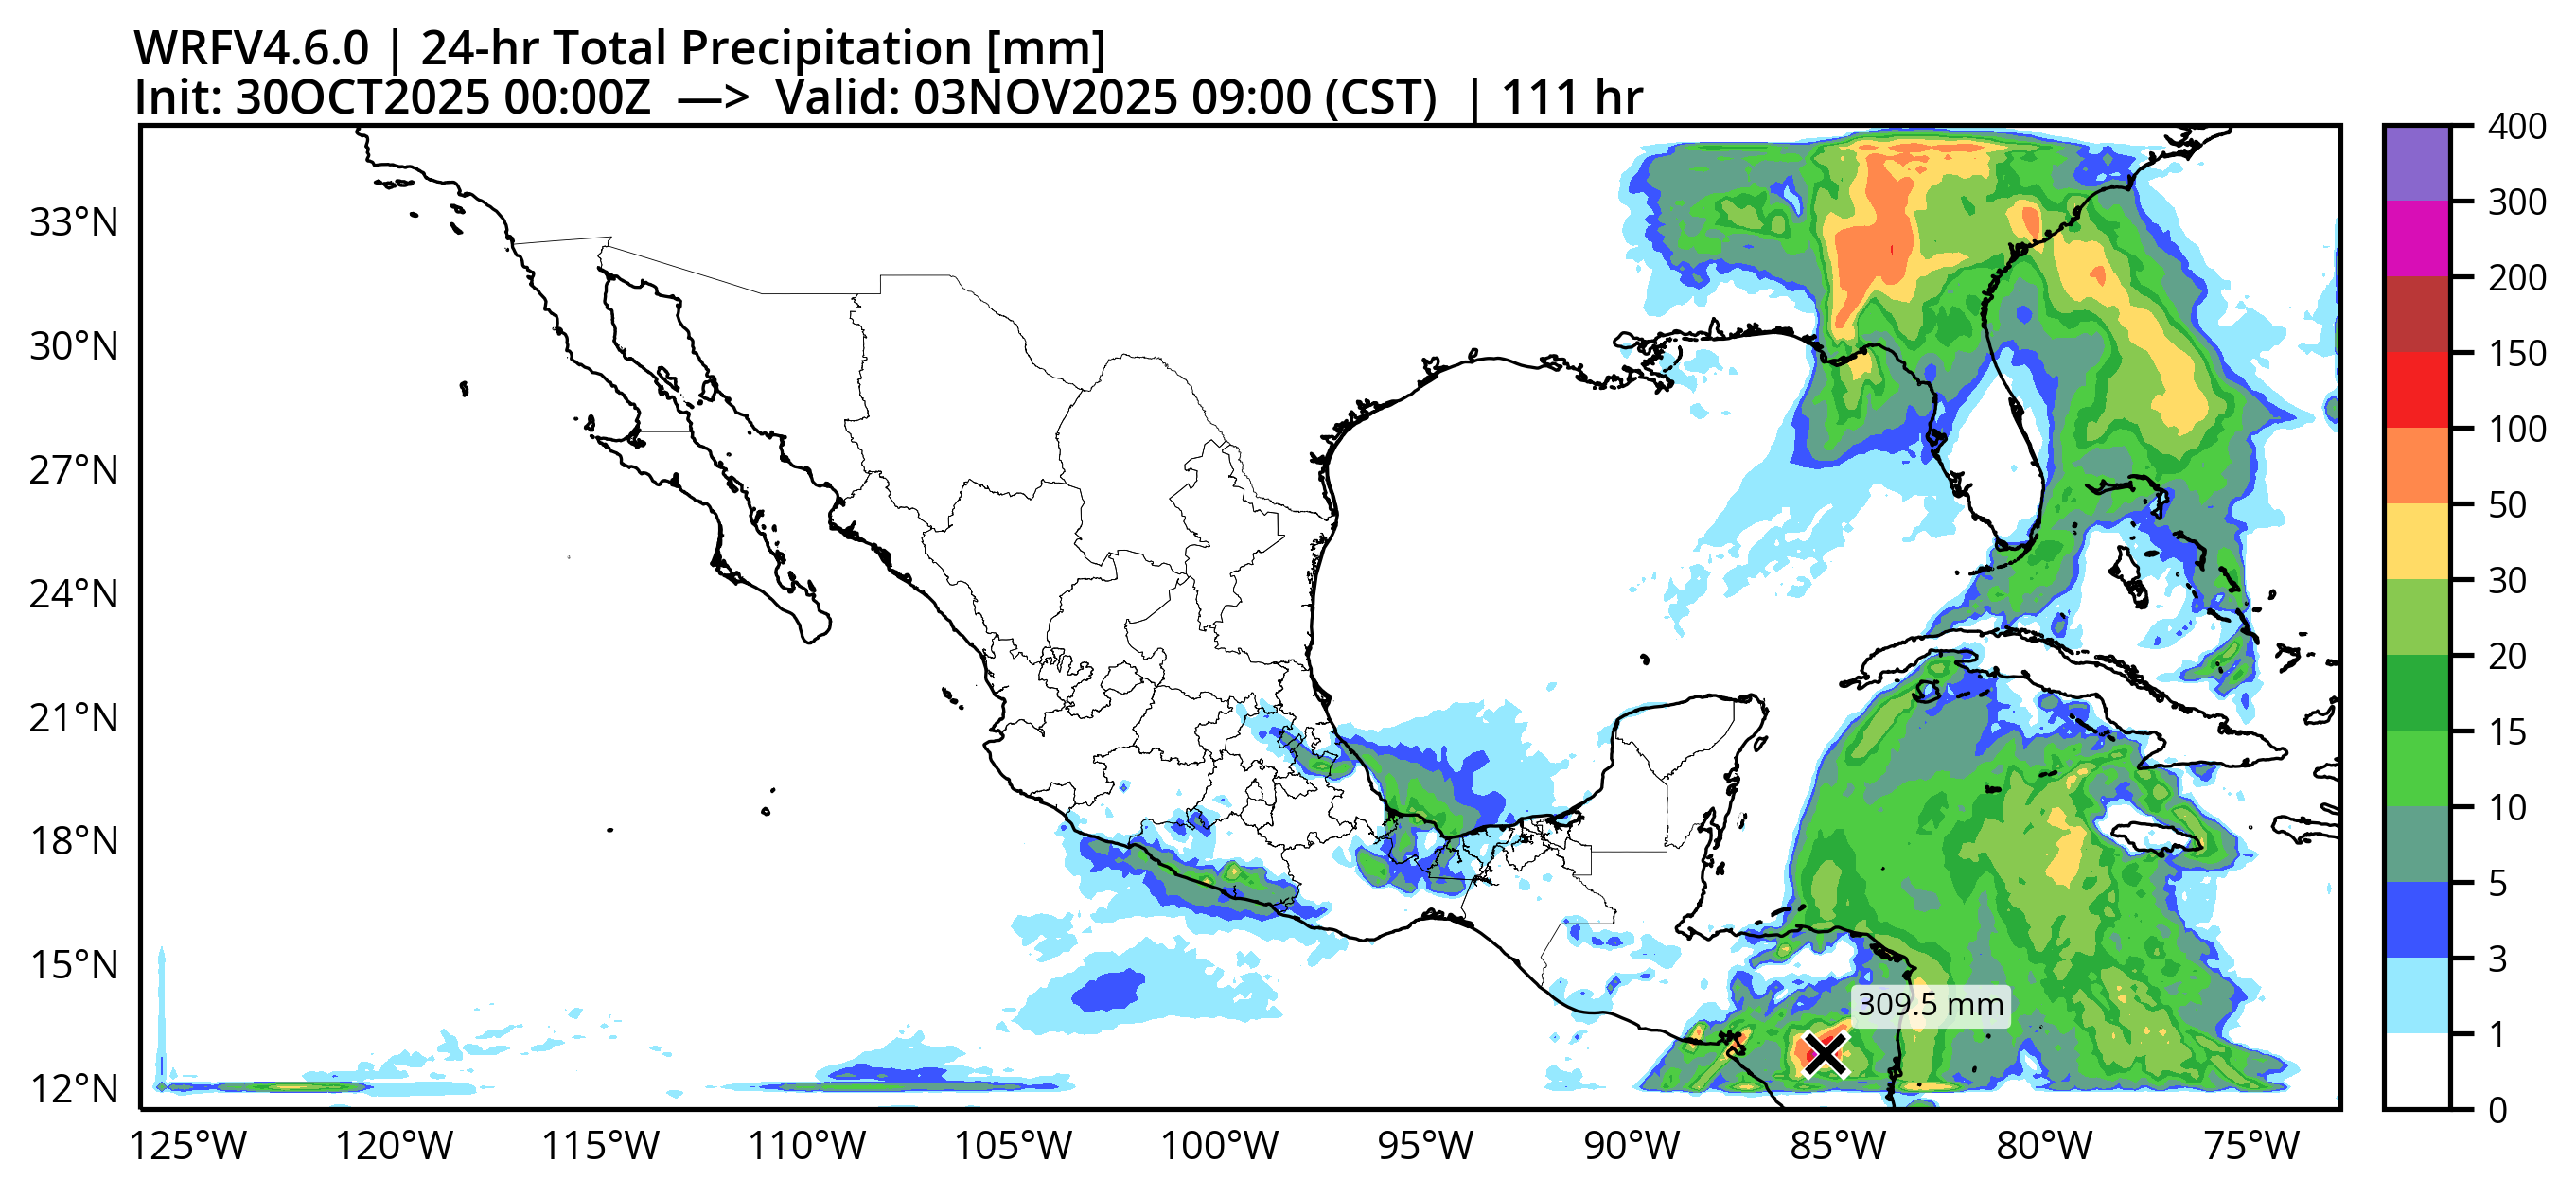 WRFV4.6.0 | 24-hr Total Precipitation [mm]
Init: 30OCT2025 00:00Z —> Valid: 03NOV2025 09:00 (CST) | 111 hr
33°N
30°N
27°N
24°N
21°N
18°N
15°N
12°N
125°W 120°W 115°W 110°W 105°W 100°W 95°W 90°W 85°W 80°W 75°W
309.5 mm
400
300
200
150
100
50
30
20
15
10
5
3
1
0